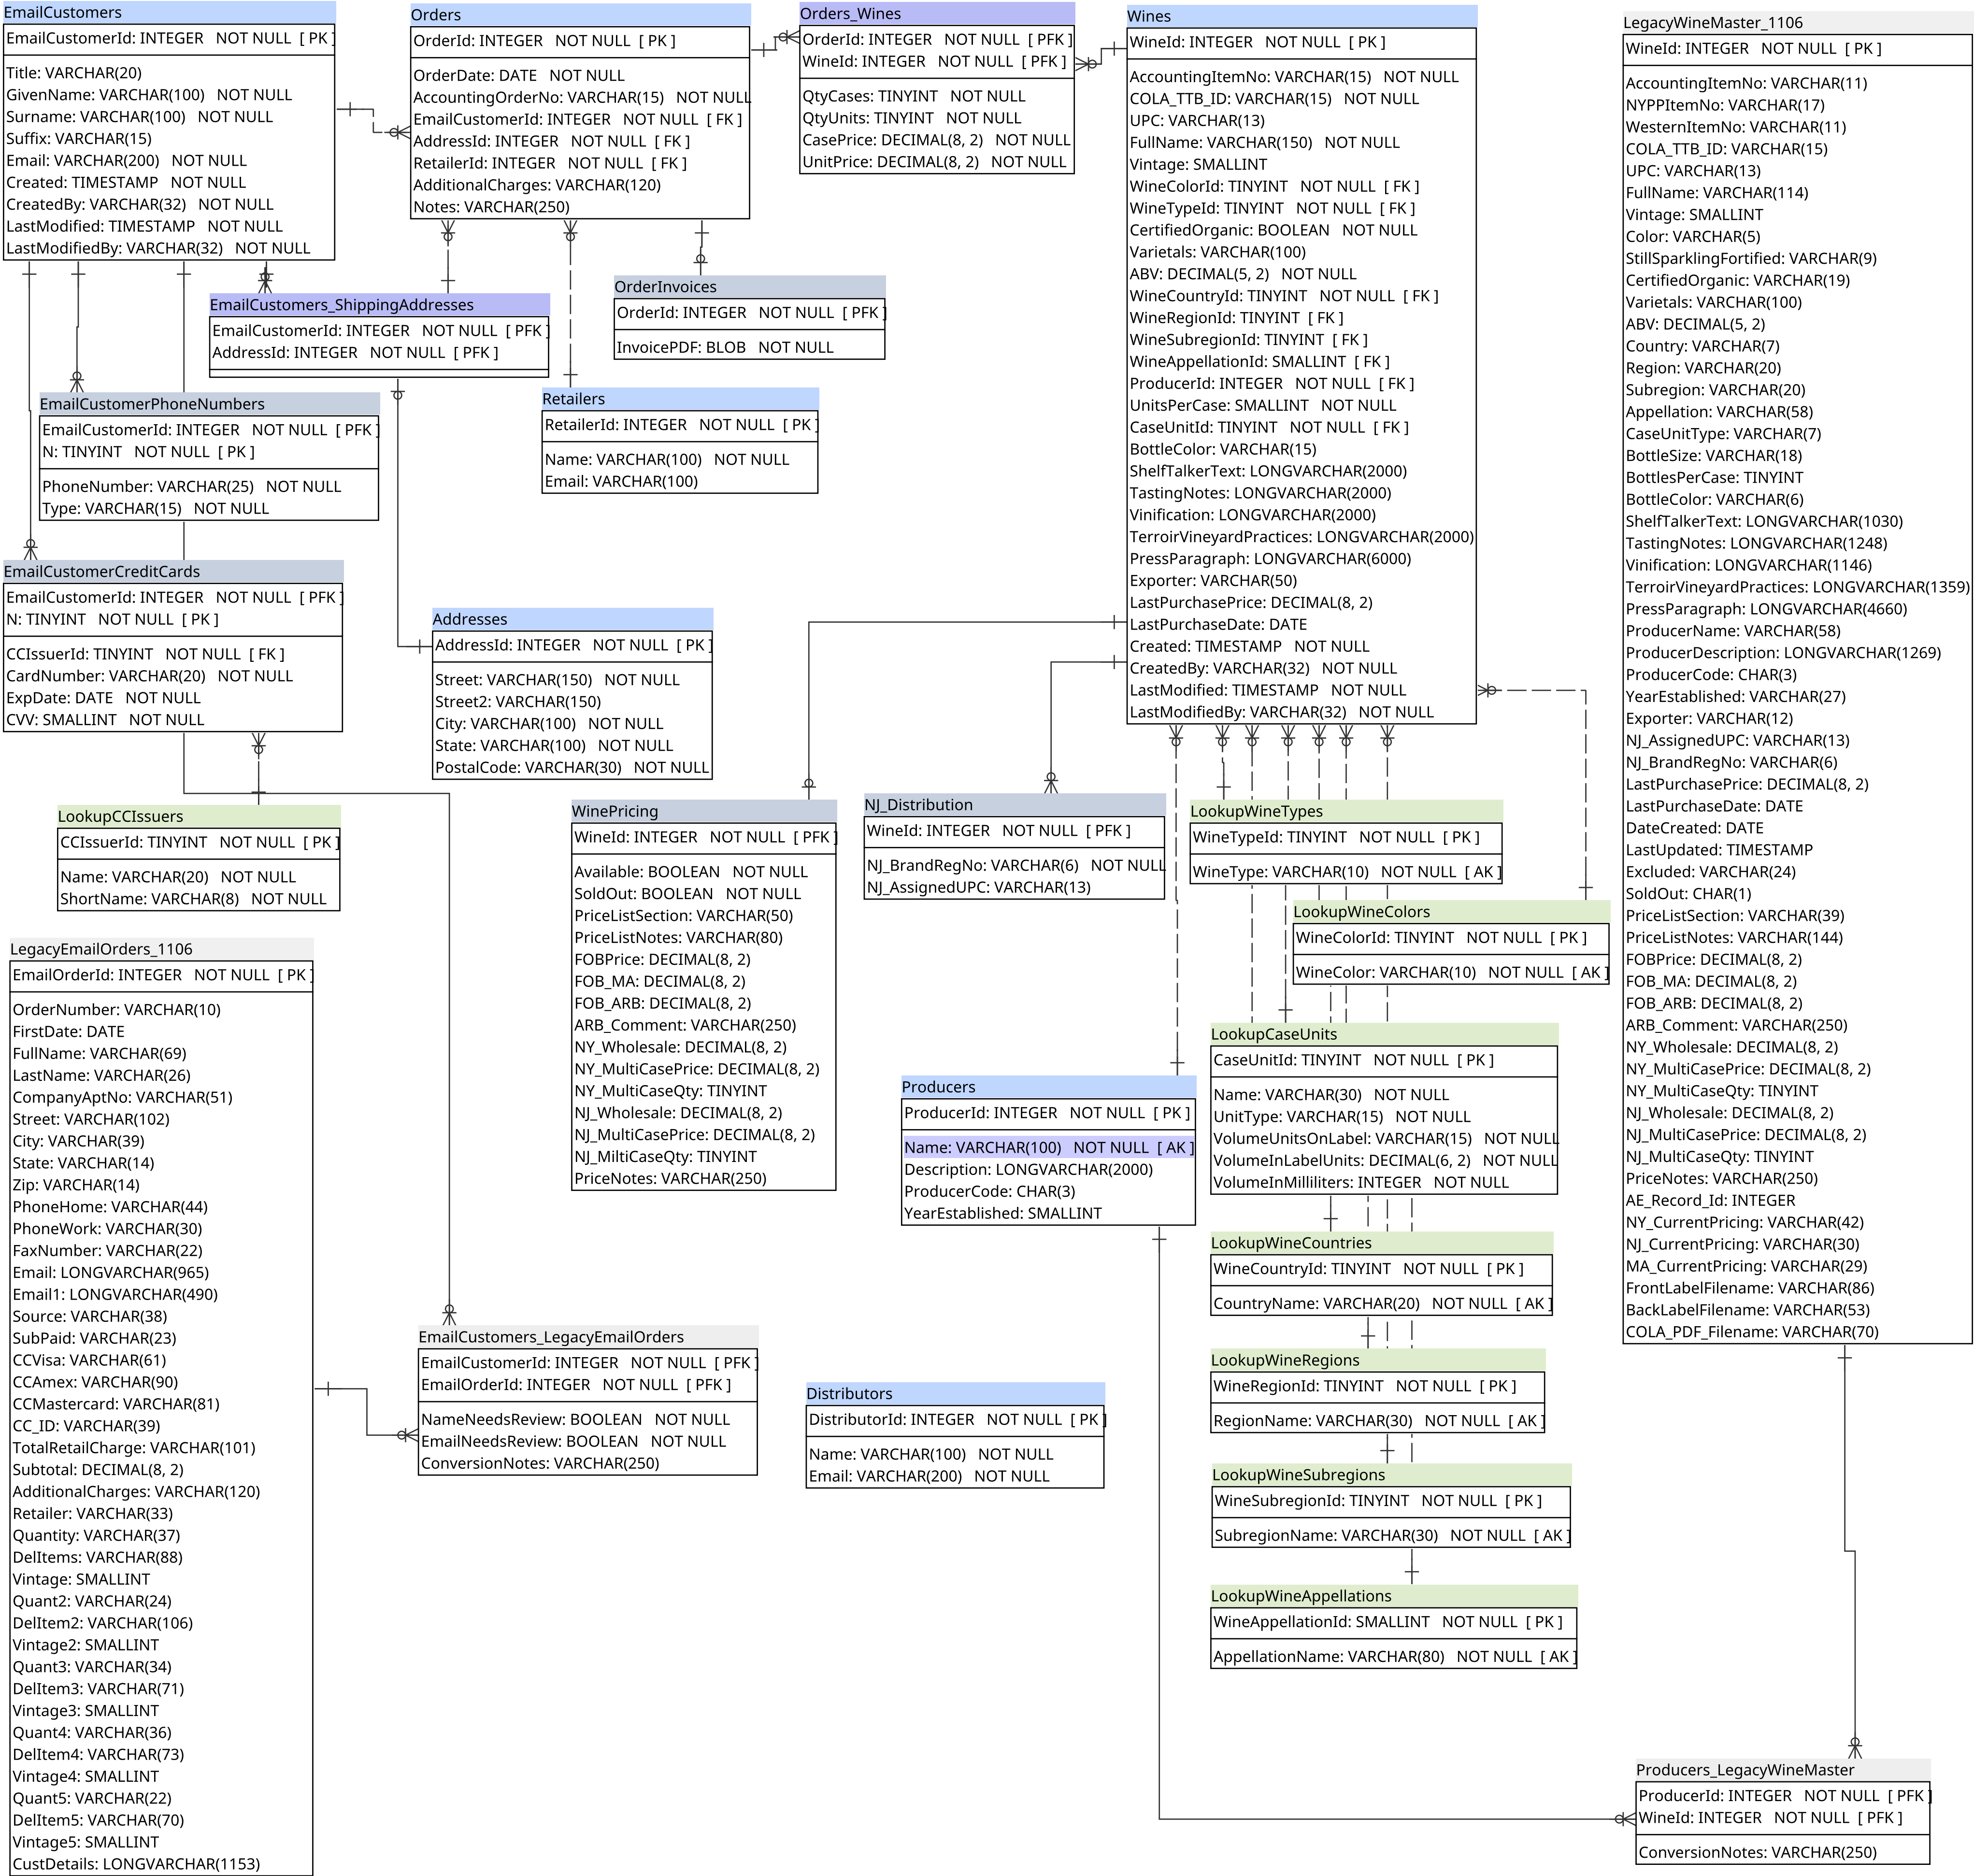 EmailCustomers
EmailCustomerId: INTEGER   NOT NULL  [ PK ]
Title: VARCHAR(20)
GivenName: VARCHAR(100)   NOT NULL
Surname: VARCHAR(100)   NOT NULL
Suffix: VARCHAR(15)
Email: VARCHAR(200)   NOT NULL
Created: TIMESTAMP   NOT NULL
CreatedBy: VARCHAR(32)   NOT NULL
LastModified: TIMESTAMP   NOT NULL
LastModifiedBy: VARCHAR(32)   NOT NULL
Orders
OrderId: INTEGER   NOT NULL  [ PK ]
OrderDate: DATE   NOT NULL
AccountingOrderNo: VARCHAR(15)   NOT NULL
EmailCustomerId: INTEGER   NOT NULL  [ FK ]
AddressId: INTEGER   NOT NULL  [ FK ]
RetailerId: INTEGER   NOT NULL  [ FK ]
AdditionalCharges: VARCHAR(120)
Notes: VARCHAR(250)
Orders_Wines
OrderId: INTEGER   NOT NULL  [ PFK ]
WineId: INTEGER   NOT NULL  [ PFK ]
QtyCases: TINYINT   NOT NULL
QtyUnits: TINYINT   NOT NULL
CasePrice: DECIMAL(8, 2)   NOT NULL
UnitPrice: DECIMAL(8, 2)   NOT NULL
Wines
WineId: INTEGER   NOT NULL  [ PK ]
AccountingItemNo: VARCHAR(15)   NOT NULL
COLA_TTB_ID: VARCHAR(15)   NOT NULL
UPC: VARCHAR(13)
FullName: VARCHAR(150)   NOT NULL
Vintage: SMALLINT
WineColorId: TINYINT   NOT NULL  [ FK ]
WineTypeId: TINYINT   NOT NULL  [ FK ]
CertifiedOrganic: BOOLEAN   NOT NULL
Varietals: VARCHAR(100)
ABV: DECIMAL(5, 2)   NOT NULL
WineCountryId: TINYINT   NOT NULL  [ FK ]
WineRegionId: TINYINT  [ FK ]
WineSubregionId: TINYINT  [ FK ]
WineAppellationId: SMALLINT  [ FK ]
ProducerId: INTEGER   NOT NULL  [ FK ]
UnitsPerCase: SMALLINT   NOT NULL
CaseUnitId: TINYINT   NOT NULL  [ FK ]
BottleColor: VARCHAR(15)
ShelfTalkerText: LONGVARCHAR(2000)
TastingNotes: LONGVARCHAR(2000)
Vinification: LONGVARCHAR(2000)
TerroirVineyardPractices: LONGVARCHAR(2000)
PressParagraph: LONGVARCHAR(6000)
Exporter: VARCHAR(50)
LastPurchasePrice: DECIMAL(8, 2)
LastPurchaseDate: DATE
Created: TIMESTAMP   NOT NULL
CreatedBy: VARCHAR(32)   NOT NULL
LastModified: TIMESTAMP   NOT NULL
LastModifiedBy: VARCHAR(32)   NOT NULL
LegacyWineMaster_1106
WineId: INTEGER   NOT NULL  [ PK ]
AccountingItemNo: VARCHAR(11)
NYPPItemNo: VARCHAR(17)
WesternItemNo: VARCHAR(11)
COLA_TTB_ID: VARCHAR(15)
UPC: VARCHAR(13)
FullName: VARCHAR(114)
Vintage: SMALLINT
Color: VARCHAR(5)
StillSparklingFortified: VARCHAR(9)
CertifiedOrganic: VARCHAR(19)
Varietals: VARCHAR(100)
ABV: DECIMAL(5, 2)
Country: VARCHAR(7)
Region: VARCHAR(20)
Subregion: VARCHAR(20)
Appellation: VARCHAR(58)
CaseUnitType: VARCHAR(7)
BottleSize: VARCHAR(18)
BottlesPerCase: TINYINT
BottleColor: VARCHAR(6)
ShelfTalkerText: LONGVARCHAR(1030)
TastingNotes: LONGVARCHAR(1248)
Vinification: LONGVARCHAR(1146)
TerroirVineyardPractices: LONGVARCHAR(1359)
PressParagraph: LONGVARCHAR(4660)
ProducerName: VARCHAR(58)
ProducerDescription: LONGVARCHAR(1269)
ProducerCode: CHAR(3)
YearEstablished: VARCHAR(27)
Exporter: VARCHAR(12)
NJ_AssignedUPC: VARCHAR(13)
NJ_BrandRegNo: VARCHAR(6)
LastPurchasePrice: DECIMAL(8, 2)
LastPurchaseDate: DATE
DateCreated: DATE
LastUpdated: TIMESTAMP
Excluded: VARCHAR(24)
SoldOut: CHAR(1)
PriceListSection: VARCHAR(39)
PriceListNotes: VARCHAR(144)
FOBPrice: DECIMAL(8, 2)
FOB_MA: DECIMAL(8, 2)
FOB_ARB: DECIMAL(8, 2)
ARB_Comment: VARCHAR(250)
NY_Wholesale: DECIMAL(8, 2)
NY_MultiCasePrice: DECIMAL(8, 2)
NY_MultiCaseQty: TINYINT
NJ_Wholesale: DECIMAL(8, 2)
NJ_MultiCasePrice: DECIMAL(8, 2)
NJ_MultiCaseQty: TINYINT
PriceNotes: VARCHAR(250)
AE_Record_Id: INTEGER
NY_CurrentPricing: VARCHAR(42)
NJ_CurrentPricing: VARCHAR(30)
MA_CurrentPricing: VARCHAR(29)
FrontLabelFilename: VARCHAR(86)
BackLabelFilename: VARCHAR(53)
COLA_PDF_Filename: VARCHAR(70)
EmailCustomers_ShippingAddresses
EmailCustomerId: INTEGER   NOT NULL  [ PFK ]
AddressId: INTEGER   NOT NULL  [ PFK ]
OrderInvoices
OrderId: INTEGER   NOT NULL  [ PFK ]
InvoicePDF: BLOB   NOT NULL
EmailCustomerPhoneNumbers
EmailCustomerId: INTEGER   NOT NULL  [ PFK ]
N: TINYINT   NOT NULL  [ PK ]
PhoneNumber: VARCHAR(25)   NOT NULL
Type: VARCHAR(15)   NOT NULL
Retailers
RetailerId: INTEGER   NOT NULL  [ PK ]
Name: VARCHAR(100)   NOT NULL
Email: VARCHAR(100)
EmailCustomerCreditCards
EmailCustomerId: INTEGER   NOT NULL  [ PFK ]
N: TINYINT   NOT NULL  [ PK ]
CCIssuerId: TINYINT   NOT NULL  [ FK ]
CardNumber: VARCHAR(20)   NOT NULL
ExpDate: DATE   NOT NULL
CVV: SMALLINT   NOT NULL
Addresses
AddressId: INTEGER   NOT NULL  [ PK ]
Street: VARCHAR(150)   NOT NULL
Street2: VARCHAR(150)
City: VARCHAR(100)   NOT NULL
State: VARCHAR(100)   NOT NULL
PostalCode: VARCHAR(30)   NOT NULL
LookupCCIssuers
CCIssuerId: TINYINT   NOT NULL  [ PK ]
Name: VARCHAR(20)   NOT NULL
ShortName: VARCHAR(8)   NOT NULL
WinePricing
WineId: INTEGER   NOT NULL  [ PFK ]
Available: BOOLEAN   NOT NULL
SoldOut: BOOLEAN   NOT NULL
PriceListSection: VARCHAR(50)
PriceListNotes: VARCHAR(80)
FOBPrice: DECIMAL(8, 2)
FOB_MA: DECIMAL(8, 2)
FOB_ARB: DECIMAL(8, 2)
ARB_Comment: VARCHAR(250)
NY_Wholesale: DECIMAL(8, 2)
NY_MultiCasePrice: DECIMAL(8, 2)
NY_MultiCaseQty: TINYINT
NJ_Wholesale: DECIMAL(8, 2)
NJ_MultiCasePrice: DECIMAL(8, 2)
NJ_MiltiCaseQty: TINYINT
PriceNotes: VARCHAR(250)
NJ_Distribution
WineId: INTEGER   NOT NULL  [ PFK ]
NJ_BrandRegNo: VARCHAR(6)   NOT NULL
NJ_AssignedUPC: VARCHAR(13)
LookupWineTypes
WineTypeId: TINYINT   NOT NULL  [ PK ]
WineType: VARCHAR(10)   NOT NULL  [ AK ]
LookupWineColors
WineColorId: TINYINT   NOT NULL  [ PK ]
WineColor: VARCHAR(10)   NOT NULL  [ AK ]
LookupCaseUnits
CaseUnitId: TINYINT   NOT NULL  [ PK ]
Name: VARCHAR(30)   NOT NULL
UnitType: VARCHAR(15)   NOT NULL
VolumeUnitsOnLabel: VARCHAR(15)   NOT NULL
VolumeInLabelUnits: DECIMAL(6, 2)   NOT NULL
VolumeInMilliliters: INTEGER   NOT NULL
Producers
ProducerId: INTEGER   NOT NULL  [ PK ]
Name: VARCHAR(100)   NOT NULL  [ AK ]
Description: LONGVARCHAR(2000)
ProducerCode: CHAR(3)
YearEstablished: SMALLINT
LookupWineCountries
WineCountryId: TINYINT   NOT NULL  [ PK ]
CountryName: VARCHAR(20)   NOT NULL  [ AK ]
LookupWineRegions
WineRegionId: TINYINT   NOT NULL  [ PK ]
RegionName: VARCHAR(30)   NOT NULL  [ AK ]
LookupWineSubregions
WineSubregionId: TINYINT   NOT NULL  [ PK ]
SubregionName: VARCHAR(30)   NOT NULL  [ AK ]
LookupWineAppellations
WineAppellationId: SMALLINT   NOT NULL  [ PK ]
AppellationName: VARCHAR(80)   NOT NULL  [ AK ]
LegacyEmailOrders_1106
EmailOrderId: INTEGER   NOT NULL  [ PK ]
OrderNumber: VARCHAR(10)
FirstDate: DATE
FullName: VARCHAR(69)
LastName: VARCHAR(26)
CompanyAptNo: VARCHAR(51)
Street: VARCHAR(102)
City: VARCHAR(39)
State: VARCHAR(14)
Zip: VARCHAR(14)
PhoneHome: VARCHAR(44)
PhoneWork: VARCHAR(30)
FaxNumber: VARCHAR(22)
Email: LONGVARCHAR(965)
Email1: LONGVARCHAR(490)
Source: VARCHAR(38)
SubPaid: VARCHAR(23)
CCVisa: VARCHAR(61)
CCAmex: VARCHAR(90)
CCMastercard: VARCHAR(81)
CC_ID: VARCHAR(39)
TotalRetailCharge: VARCHAR(101)
Subtotal: DECIMAL(8, 2)
AdditionalCharges: VARCHAR(120)
Retailer: VARCHAR(33)
Quantity: VARCHAR(37)
DelItems: VARCHAR(88)
Vintage: SMALLINT
Quant2: VARCHAR(24)
DelItem2: VARCHAR(106)
Vintage2: SMALLINT
Quant3: VARCHAR(34)
DelItem3: VARCHAR(71)
Vintage3: SMALLINT
Quant4: VARCHAR(36)
DelItem4: VARCHAR(73)
Vintage4: SMALLINT
Quant5: VARCHAR(22)
DelItem5: VARCHAR(70)
Vintage5: SMALLINT
CustDetails: LONGVARCHAR(1153)
EmailCustomers_LegacyEmailOrders
EmailCustomerId: INTEGER   NOT NULL  [ PFK ]
EmailOrderId: INTEGER   NOT NULL  [ PFK ]
NameNeedsReview: BOOLEAN   NOT NULL
EmailNeedsReview: BOOLEAN   NOT NULL
ConversionNotes: VARCHAR(250)
Distributors
DistributorId: INTEGER   NOT NULL  [ PK ]
Name: VARCHAR(100)   NOT NULL
Email: VARCHAR(200)   NOT NULL
Producers_LegacyWineMaster
ProducerId: INTEGER   NOT NULL  [ PFK ]
WineId: INTEGER   NOT NULL  [ PFK ]
ConversionNotes: VARCHAR(250)